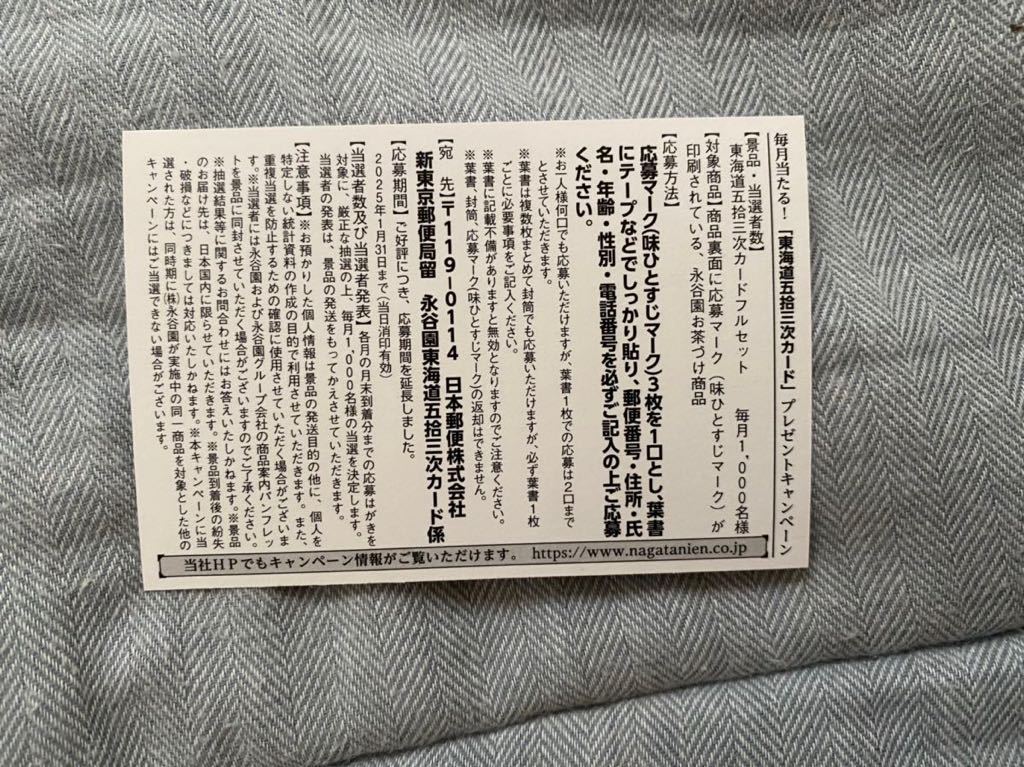 毎月当たる!「東海道五拾三次カード」プレゼントキャンペーン
【景品・当選者数】
東海道五拾三次カードフルセット 毎月1,000名様
【対象商品】商品裏面に応募マーク(味ひとすじマーク)が
印刷されている、永谷園お茶づけ商品
【応募方法】
応募マーク(味ひとすじマーク)3枚を1口とし、葉書
にテープなどでしっかり貼り、郵便番号・住所・氏
名・年齢・性別・電話番号を必ずご記入の上ご応募
ください。
※お一人様何口でも応募いただけますが、葉書1枚での応募は2口まで
とさせていただきます。
※葉書は複数枚まとめて封筒でも応募いただけますが、必ず葉書1枚
ごとに必要事項をご記入ください。
※葉書に記載不備がありますと無効となりますのでご注意ください。
※葉書、封筒、応募マーク(味ひとすじマーク)の返却はできません。
【宛 先】〒119-0114 日本郵便株式会社
新東京郵便局留 永谷園東海道五拾三次カード係
【応募期間】ご好評につき、応募期間を延長しました。
2025年1月31日まで(当日消印有効)
【当選者数及び当選者発表】各月の月末到着分までの応募はがきを
対象に、厳正な抽選の上、毎月1,000名様の当選を決定します。
当選者の発表は、景品の発送をもってかえさせていただきます。
【注意事項】※お預かりした個人情報は景品の発送目的の他に、個人を
特定しない統計資料の作成の目的で利用させていただきます。また、
重複当選を防止するための確認に使用させていただく場合がございま
す。※当選者には永谷園および永谷園グループ会社の商品案内パンフレッ
トを景品に同封させていただく場合がございますのでご了承ください。
※抽選結果等に関するお問合わせにはお答えいたしかねます。※景品
のお届け先は、日本国内に限らせていただきます。※景品到着後の紛失
・破損などにつきましては対応いたしかねます。※本キャンペーンに当
選された方は、同時期に(株)永谷園が実施中の同一商品を対象とした他の
キャンペーンにはご当選できない場合がございます。
当社HPでもキャンペーン情報がご覧いただけます。 https://www.nagatanien.co.jp